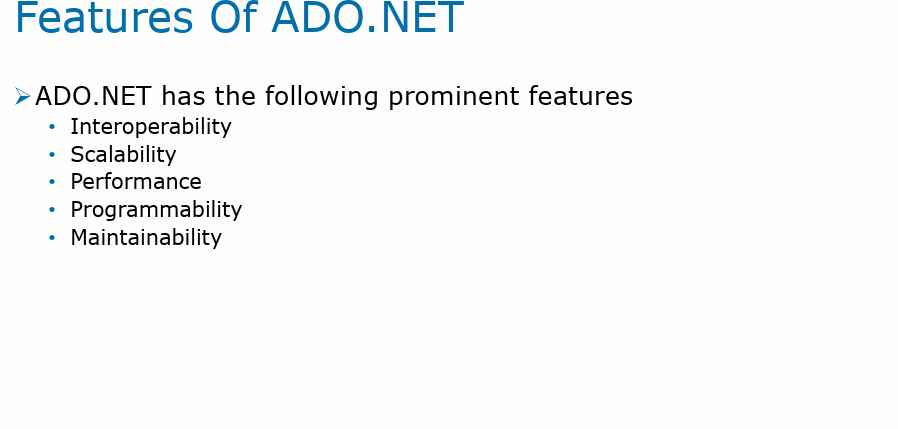 Features Of ADO.NET
➢ADO.NET has the following prominent features
• Interoperability
• Scalability
• Performance
• Programmability
• Maintainability